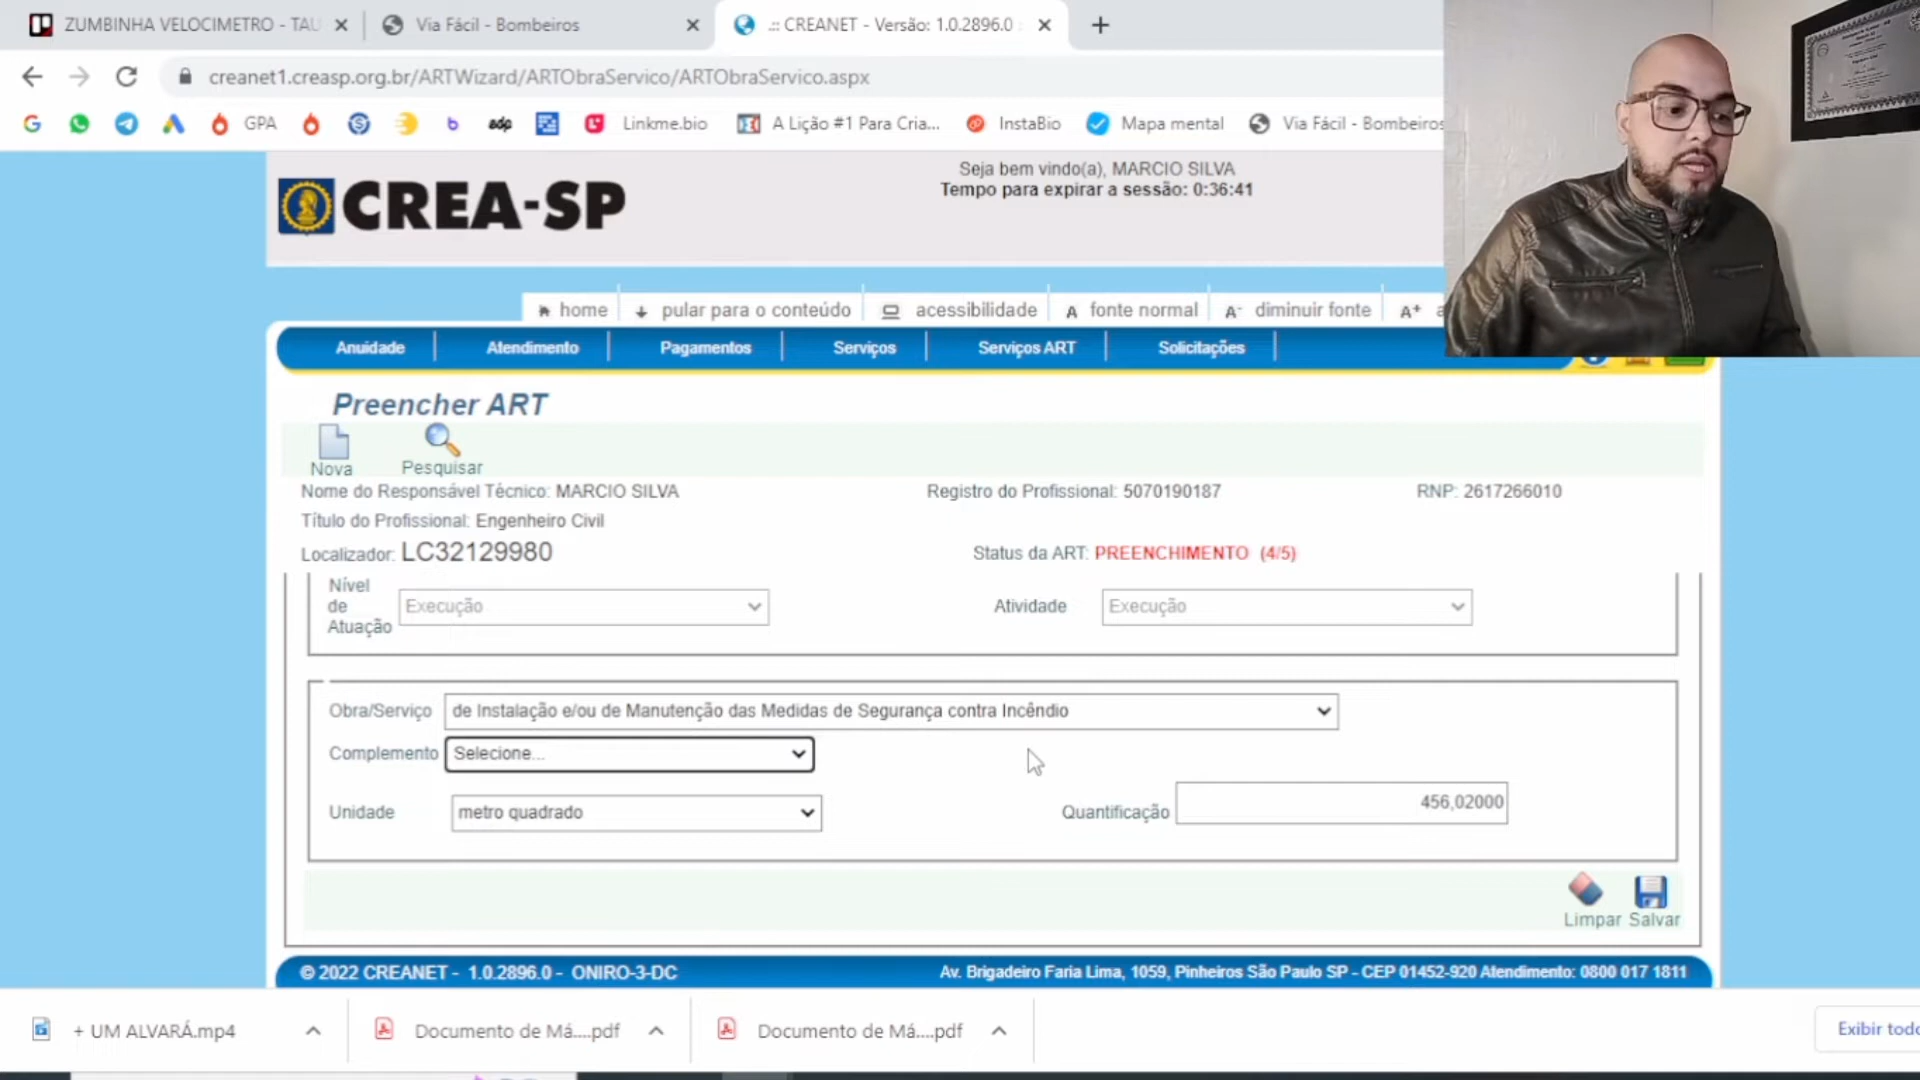 ZUMBINHA VELOCIMETRO - TAU
Via Fácil - Bombeiros
.:: CREANET - Versão: 1.0.2896.0
creanet1.creasp.org.br/ARTWizard/ARTObraServico/ARTObraServico.aspx
GPA
edp
Linkme.bio
A Lição #1 Para Cria...
InstaBio
Mapa mental
Via Fácil - Bombeiros
CREA-SP
Seja bem vindo(a), MARCIO SILVA
Tempo para expirar a sessão: 0:36:41
home
pular para o conteúdo
acessibilidade
A fonte normal
A- diminuir fonte
A+ a
Anuidade
Atendimento
Pagamentos
Serviços
Serviços ART
Solicitações
Preencher ART
Nova
Pesquisar
Nome do Responsável Técnico: MARCIO SILVA
Registro do Profissional: 5070190187
RNP: 2617266010
Título do Profissional: Engenheiro Civil
Localizador: LC32129980
Status da ART: PREENCHIMENTO (4/5)
Nível
de
Atuação
Execução
Atividade
Execução
Obra/Serviço
de Instalação e/ou de Manutenção das Medidas de Segurança contra Incêndio
Complemento
Selecione...
Unidade
metro quadrado
Quantificação
456,02000
Limpar
Salvar
© 2022 CREANET - 1.0.2896.0 - ONIRO-3-DC
Av. Brigadeiro Faria Lima, 1059, Pinheiros São Paulo SP - CEP 01452-920 Atendimento: 0800 017 1811
+ UM ALVARÁ.mp4
Documento de Má....pdf
Documento de Má....pdf
Exibir todo